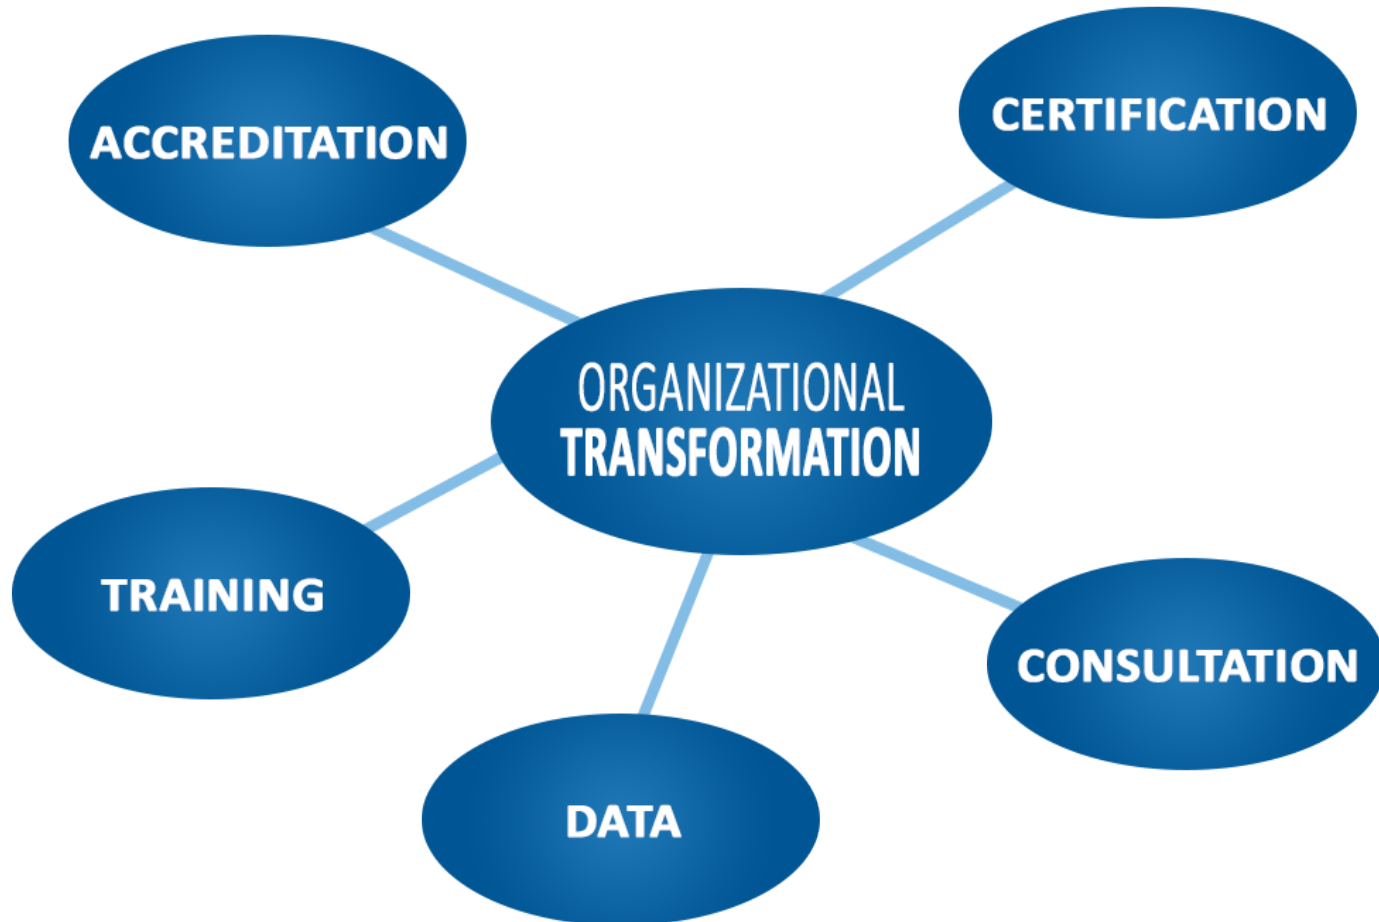 ACCREDITATION
CERTIFICATION
ORGANIZATIONAL
TRANSFORMATION
TRAINING
CONSULTATION
DATA